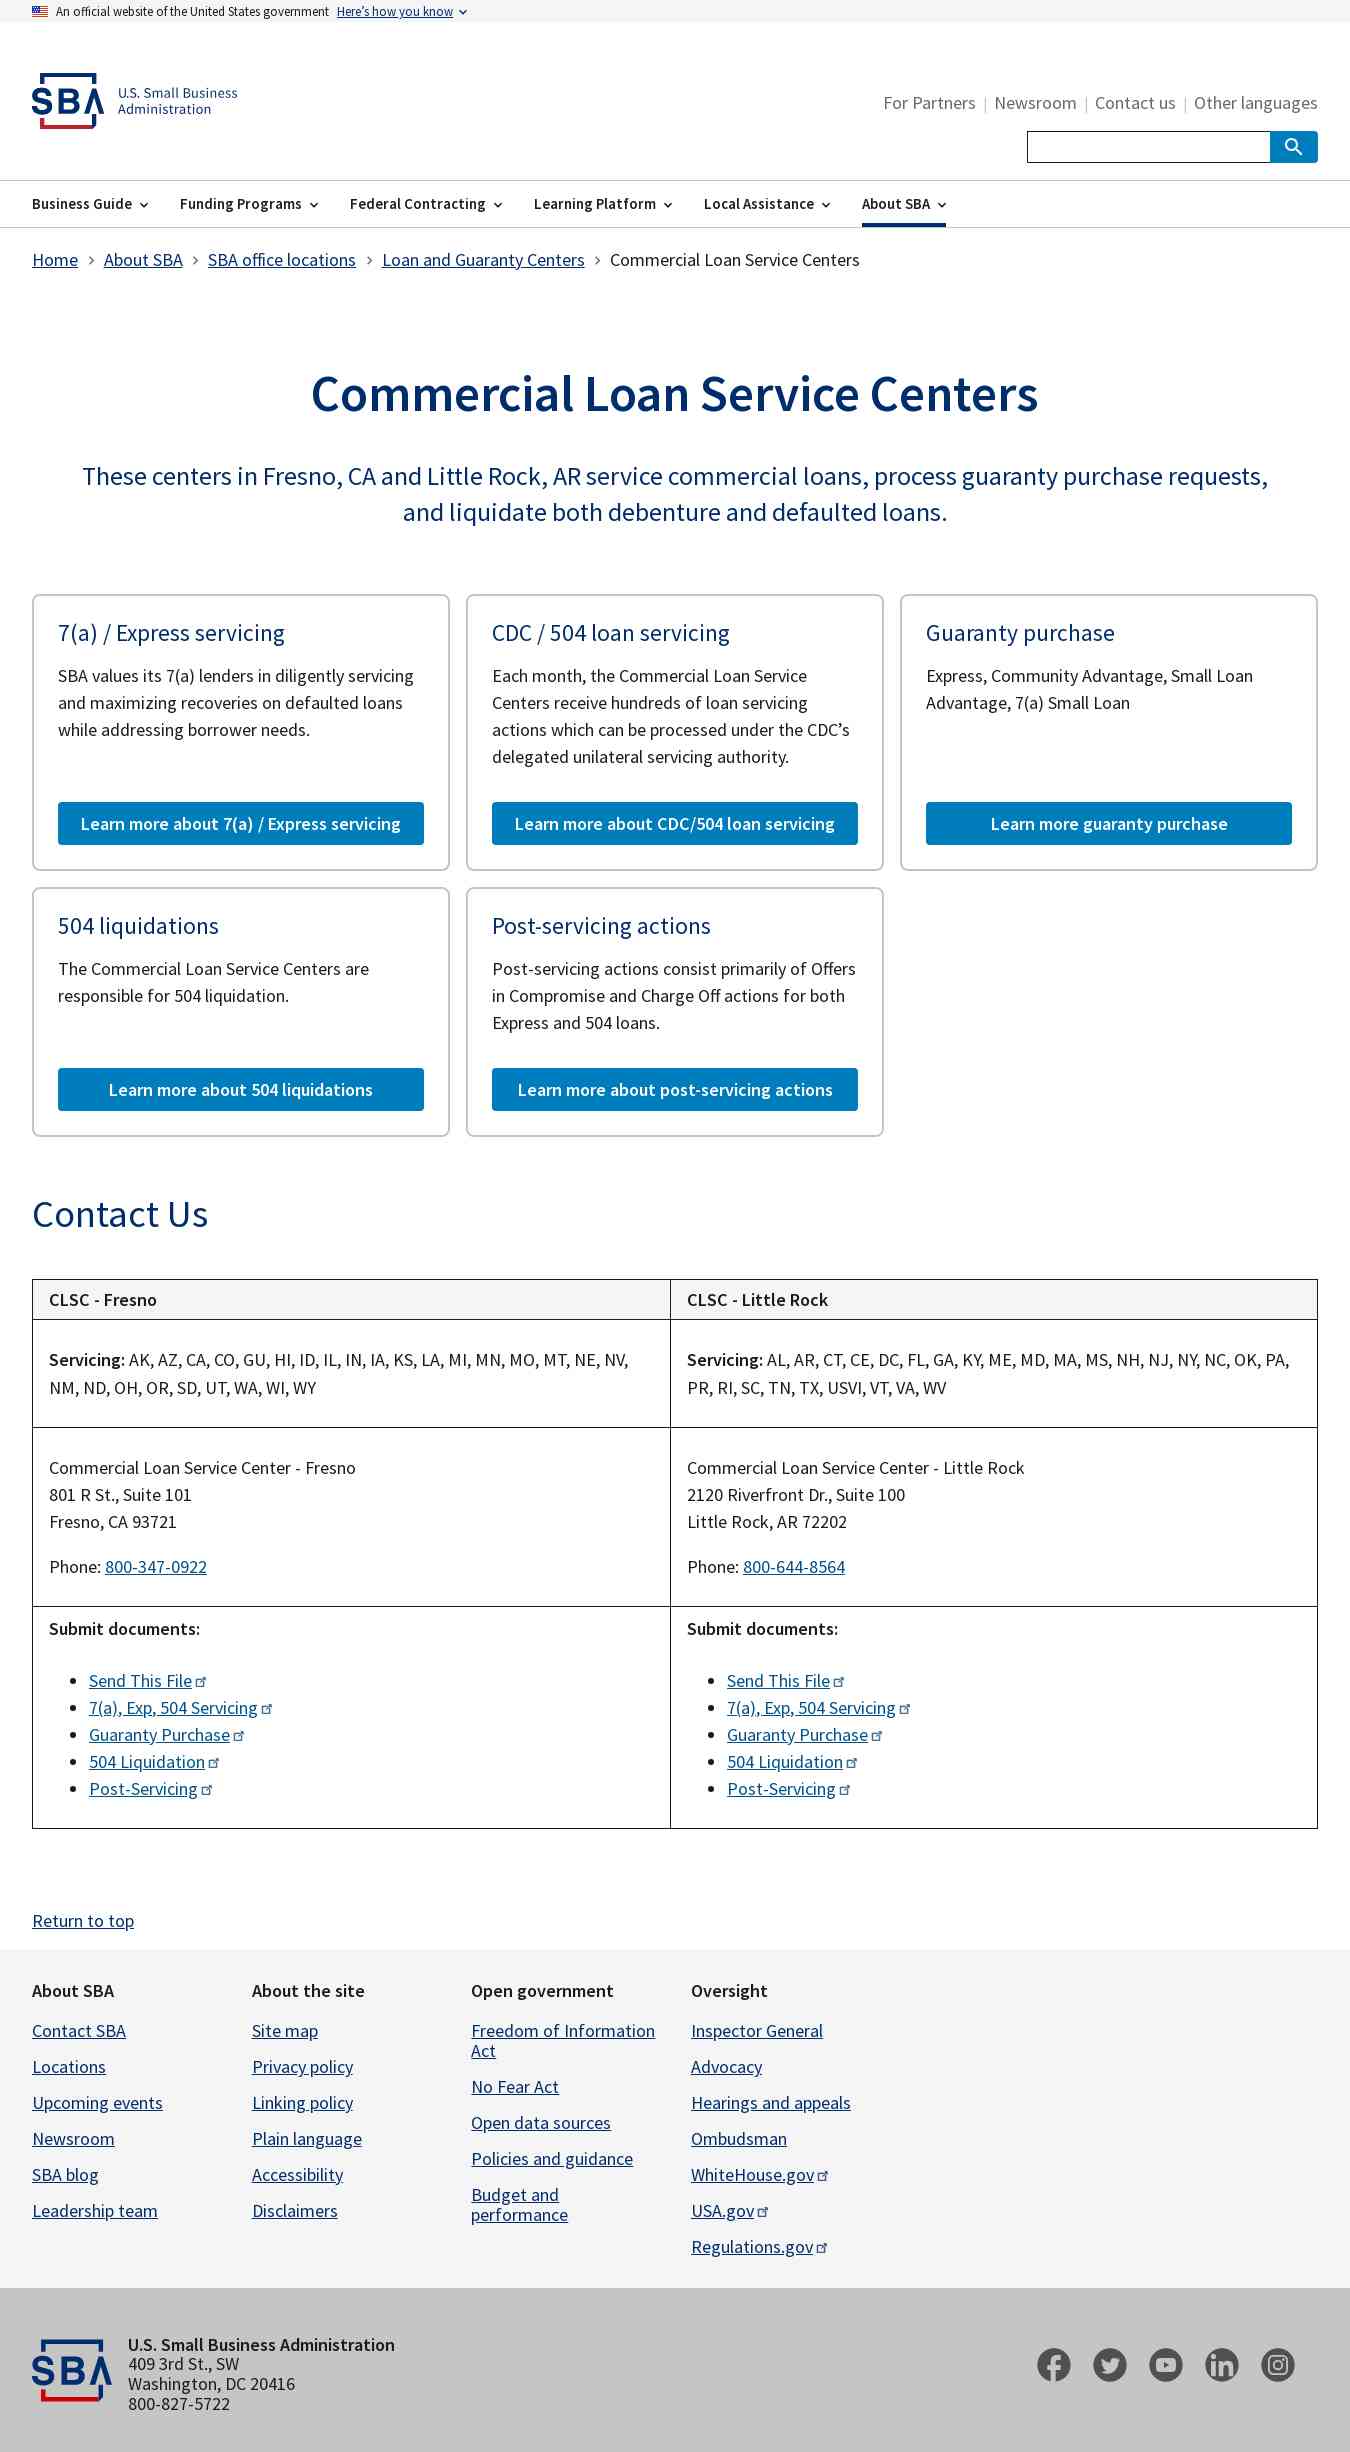 An official website of the United States government Here’s how you know
SBA U.S. Small Business
Administration
For Partners | Newsroom | Contact us | Other languages
Business Guide Funding Programs Federal Contracting Learning Platform Local Assistance About SBA
Home > About SBA > SBA office locations > Loan and Guaranty Centers > Commercial Loan Service Centers
Commercial Loan Service Centers
These centers in Fresno, CA and Little Rock, AR service commercial loans, process guaranty purchase requests,
and liquidate both debenture and defaulted loans.
7(a) / Express servicing
SBA values its 7(a) lenders in diligently servicing
and maximizing recoveries on defaulted loans
while addressing borrower needs.
Learn more about 7(a) / Express servicing
CDC / 504 loan servicing
Each month, the Commercial Loan Service
Centers receive hundreds of loan servicing
actions which can be processed under the CDC’s
delegated unilateral servicing authority.
Learn more about CDC/504 loan servicing
Guaranty purchase
Express, Community Advantage, Small Loan
Advantage, 7(a) Small Loan
Learn more guaranty purchase
504 liquidations
The Commercial Loan Service Centers are
responsible for 504 liquidation.
Learn more about 504 liquidations
Post-servicing actions
Post-servicing actions consist primarily of Offers
in Compromise and Charge Off actions for both
Express and 504 loans.
Learn more about post-servicing actions
Contact Us
CLSC - Fresno
CLSC - Little Rock
Servicing: AK, AZ, CA, CO, GU, HI, ID, IL, IN, IA, KS, LA, MI, MN, MO, MT, NE, NV,
NM, ND, OH, OR, SD, UT, WA, WI, WY
Servicing: AL, AR, CT, CE, DC, FL, GA, KY, ME, MD, MA, MS, NH, NJ, NY, NC, OK, PA,
PR, RI, SC, TN, TX, USVI, VT, VA, WV
Commercial Loan Service Center - Fresno
801 R St., Suite 101
Fresno, CA 93721
Phone: 800-347-0922
Commercial Loan Service Center - Little Rock
2120 Riverfront Dr., Suite 100
Little Rock, AR 72202
Phone: 800-644-8564
Submit documents:
• Send This File
• 7(a), Exp, 504 Servicing
• Guaranty Purchase
• 504 Liquidation
• Post-Servicing
Submit documents:
• Send This File
• 7(a), Exp, 504 Servicing
• Guaranty Purchase
• 504 Liquidation
• Post-Servicing
Return to top
About SBA
Contact SBA
Locations
Upcoming events
Newsroom
SBA blog
Leadership team
About the site
Site map
Privacy policy
Linking policy
Plain language
Accessibility
Disclaimers
Open government
Freedom of Information
Act
No Fear Act
Open data sources
Policies and guidance
Budget and
performance
Oversight
Inspector General
Advocacy
Hearings and appeals
Ombudsman
WhiteHouse.gov
USA.gov
Regulations.gov
SBA
U.S. Small Business Administration
409 3rd St., SW
Washington, DC 20416
800-827-5722